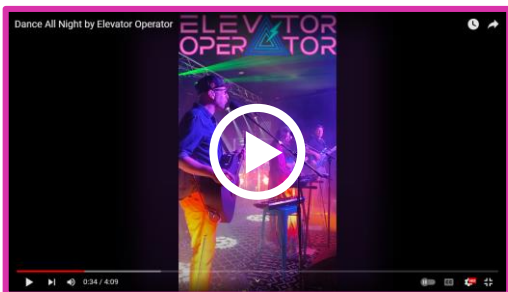 Dance All Night by Elevator Operator
ELEVATOR
OPERATOR
0:34 / 4:09